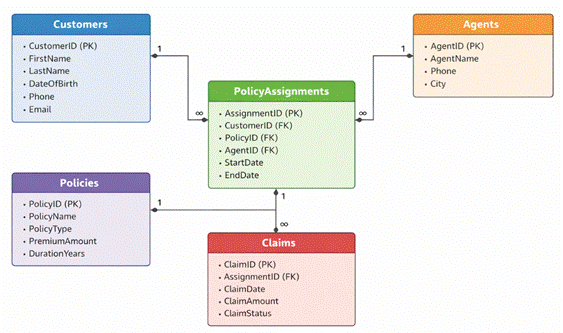 Customers
• CustomerID (PK)
• FirstName
• LastName
• DateOfBirth
• Phone
• Email
Agents
• AgentID (PK)
• AgentName
• Phone
• City
1
1
∞
∞
PolicyAssignments
• AssignmentID (PK)
• CustomerID (FK)
• PolicyID (FK)
• AgentID (FK)
• StartDate
• EndDate
Policies
• PolicyID (PK)
• PolicyName
• PolicyType
• PremiumAmount
• DurationYears
1
1
∞
Claims
• ClaimID (PK)
• AssignmentID (FK)
• ClaimDate
• ClaimAmount
• ClaimStatus